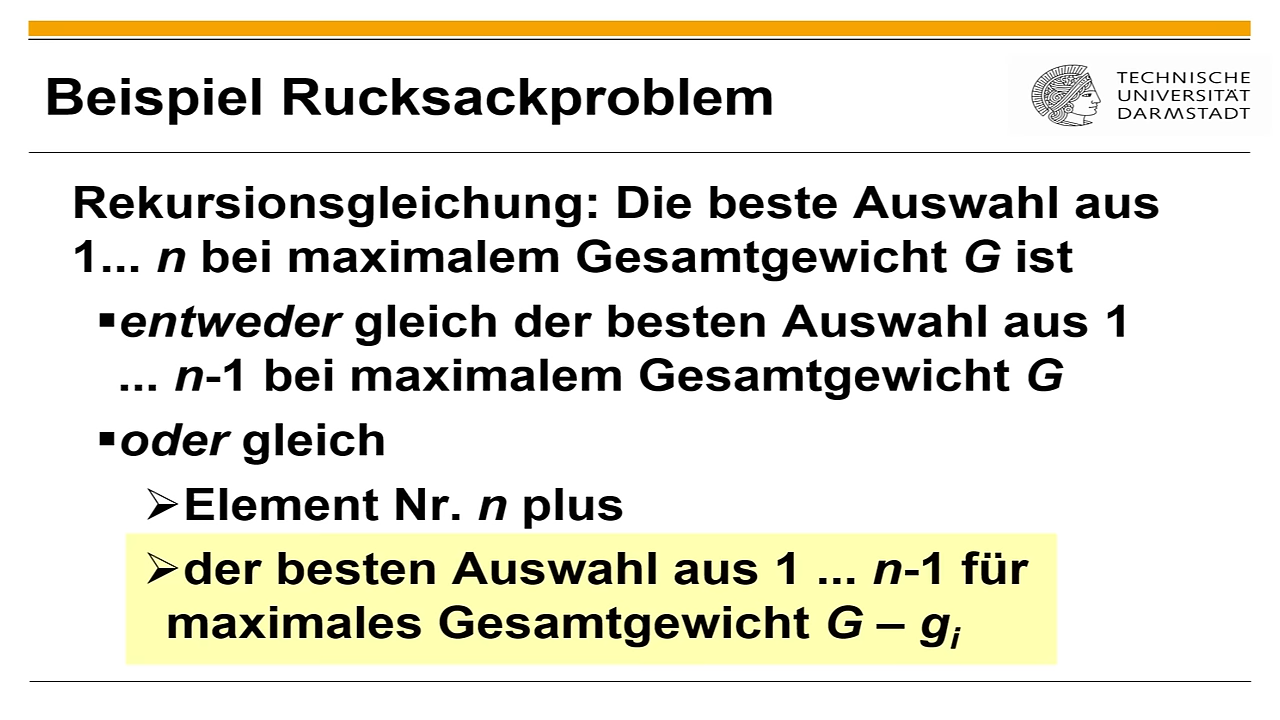 Beispiel Rucksackproblem
TECHNISCHE
UNIVERSITÄT
DARMSTADT
Rekursionsgleichung: Die beste Auswahl aus
1... n bei maximalem Gesamtgewicht G ist
▪entweder gleich der besten Auswahl aus 1
... n-1 bei maximalem Gesamtgewicht G
▪oder gleich
➢Element Nr. n plus
➢der besten Auswahl aus 1 ... n-1 für
maximales Gesamtgewicht G – gi